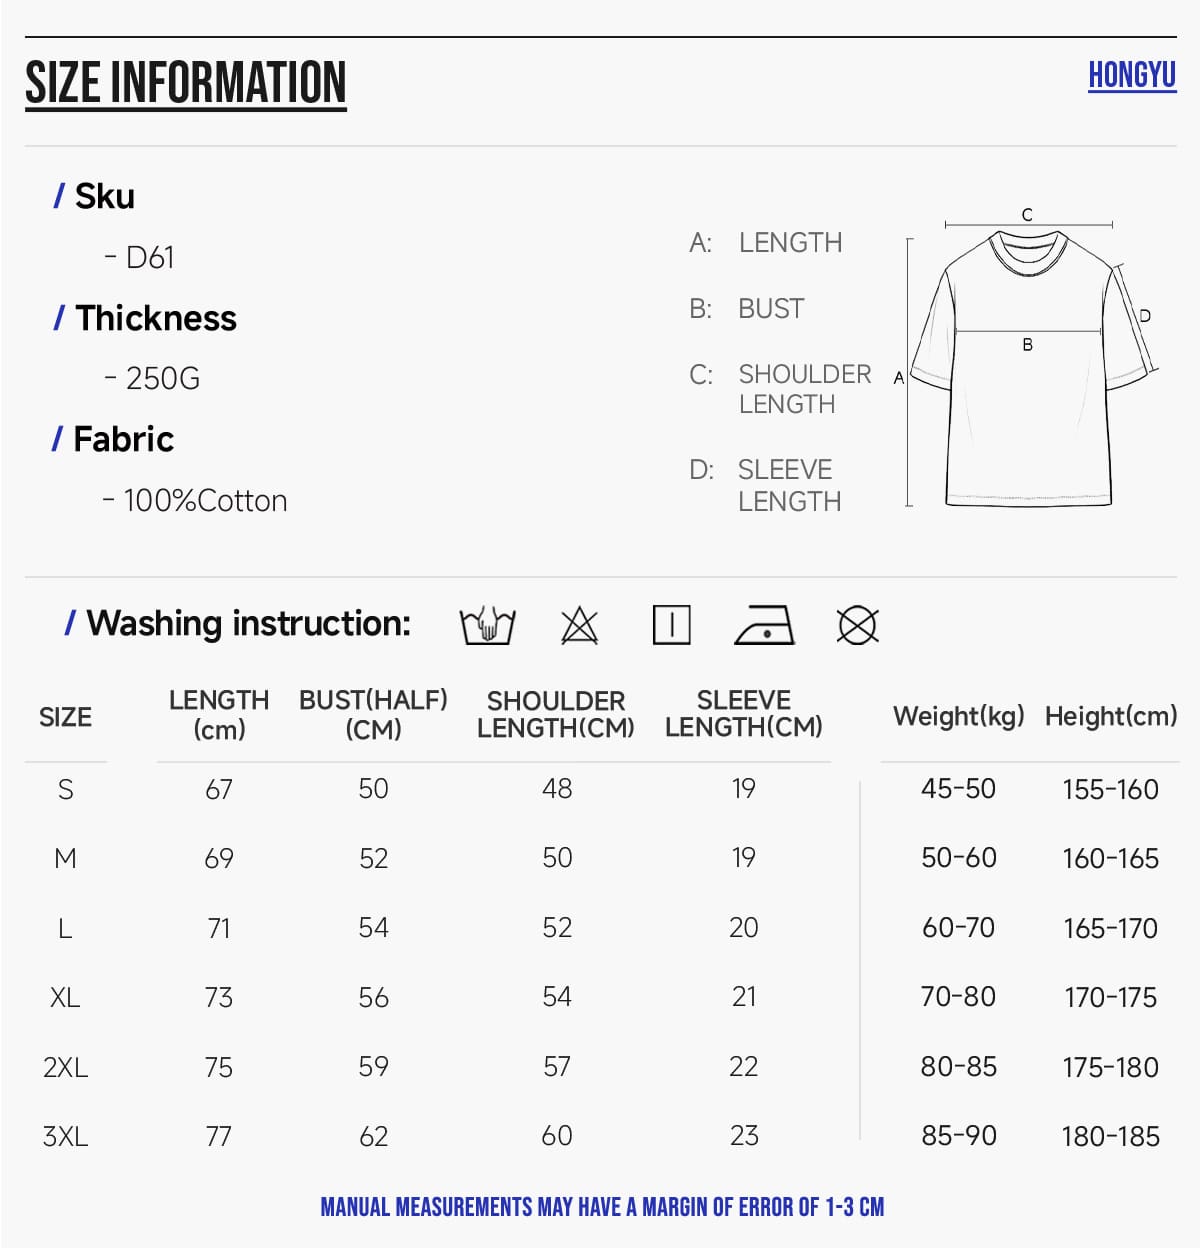 SIZE INFORMATION
HONGYU
/ Sku
- D61
/ Thickness
- 250G
/ Fabric
- 100%Cotton
A: LENGTH
B: BUST
C: SHOULDER
LENGTH
D: SLEEVE
LENGTH
C
A
B
D
/ Washing instruction:
SIZE LENGTH (cm) BUST(HALF) (CM) SHOULDER LENGTH(CM) SLEEVE LENGTH(CM) Weight(kg) Height(cm)
S 67 50 48 19 45-50 155-160
M 69 52 50 19 50-60 160-165
L 71 54 52 20 60-70 165-170
XL 73 56 54 21 70-80 170-175
2XL 75 59 57 22 80-85 175-180
3XL 77 62 60 23 85-90 180-185
MANUAL MEASUREMENTS MAY HAVE A MARGIN OF ERROR OF 1-3 CM